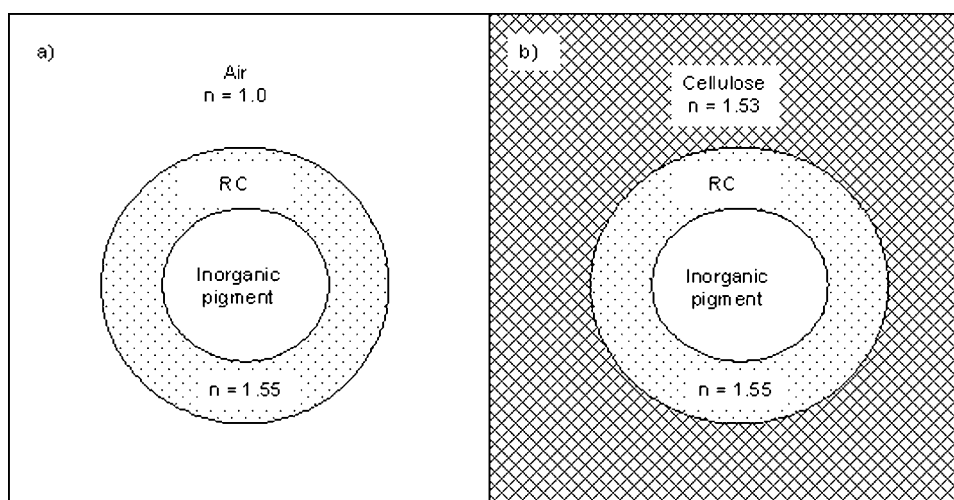 a)
Air
n = 1.0
RC
Inorganic
pigment
n = 1.55
b)
Cellulose
n = 1.53
RC
Inorganic
pigment
n = 1.55